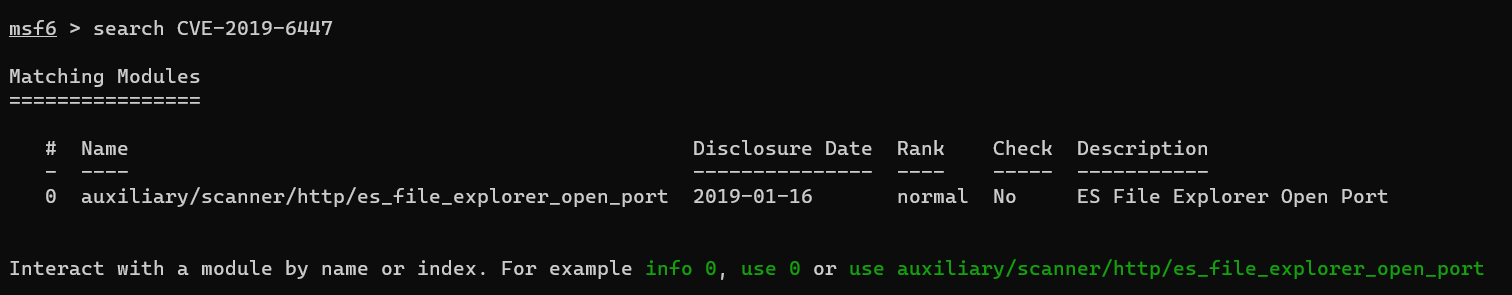 msf6 > search CVE-2019-6447
Matching Modules
================
#  Name                                              Disclosure Date  Rank    Check  Description
-  ----                                              ---------------  ----    -----  -----------
0  auxiliary/scanner/http/es_file_explorer_open_port  2019-01-16       normal  No     ES File Explorer Open Port
Interact with a module by name or index. For example info 0, use 0 or use auxiliary/scanner/http/es_file_explorer_open_port